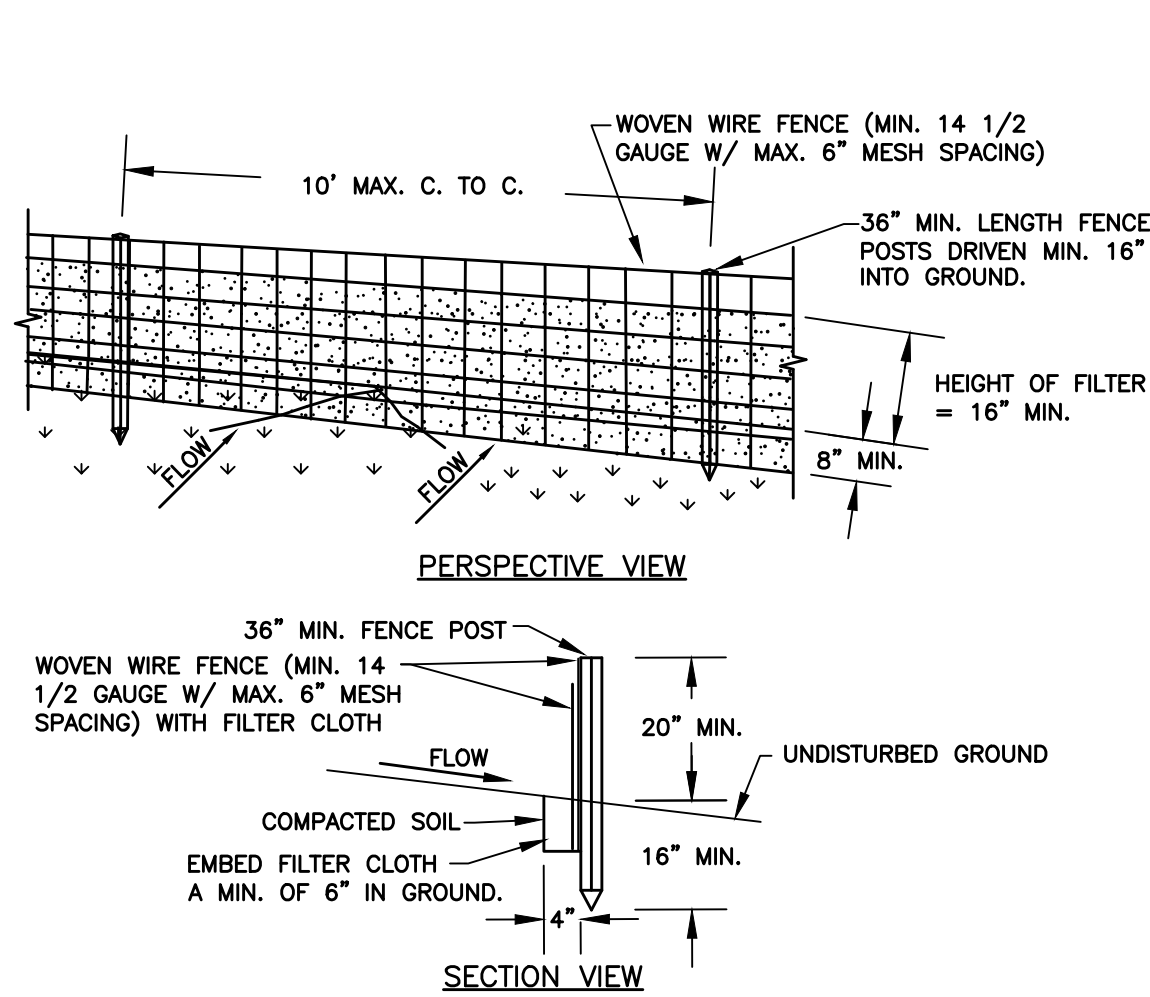 WOVEN WIRE FENCE (MIN. 14 1/2
GAUGE W/ MAX. 6" MESH SPACING)
10' MAX. C. TO C.
36" MIN. LENGTH FENCE
POSTS DRIVEN MIN. 16"
INTO GROUND.
HEIGHT OF FILTER
= 16" MIN.
8" MIN.
FLOW
FLOW
PERSPECTIVE VIEW
36" MIN. FENCE POST
WOVEN WIRE FENCE (MIN. 14
1/2 GAUGE W/ MAX. 6" MESH
SPACING) WITH FILTER CLOTH
20" MIN.
FLOW
UNDISTURBED GROUND
COMPACTED SOIL
EMBED FILTER CLOTH
A MIN. OF 6" IN GROUND.
16" MIN.
4"
SECTION VIEW